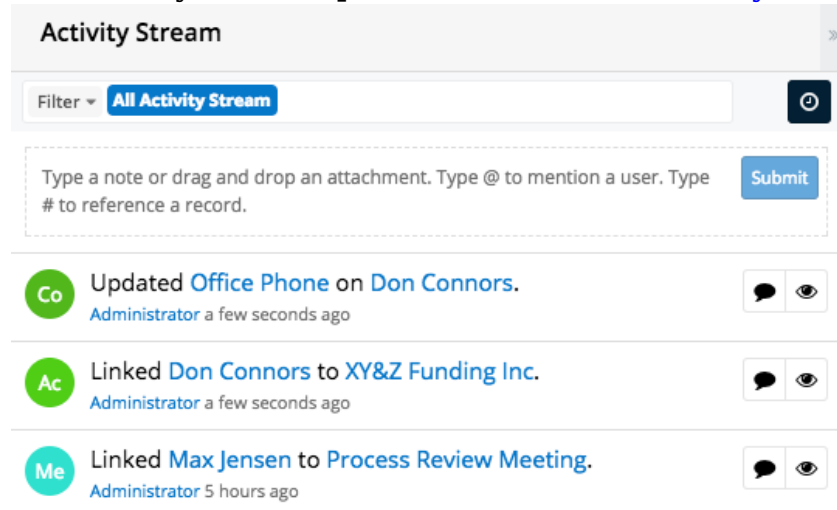 Activity Stream
Filter All Activity Stream
Type a note or drag and drop an attachment. Type @ to mention a user. Type
# to reference a record.
Submit
Co
Updated Office Phone on Don Connors.
Administrator a few seconds ago
Ac
Linked Don Connors to XY&Z Funding Inc.
Administrator a few seconds ago
Me
Linked Max Jensen to Process Review Meeting.
Administrator 5 hours ago